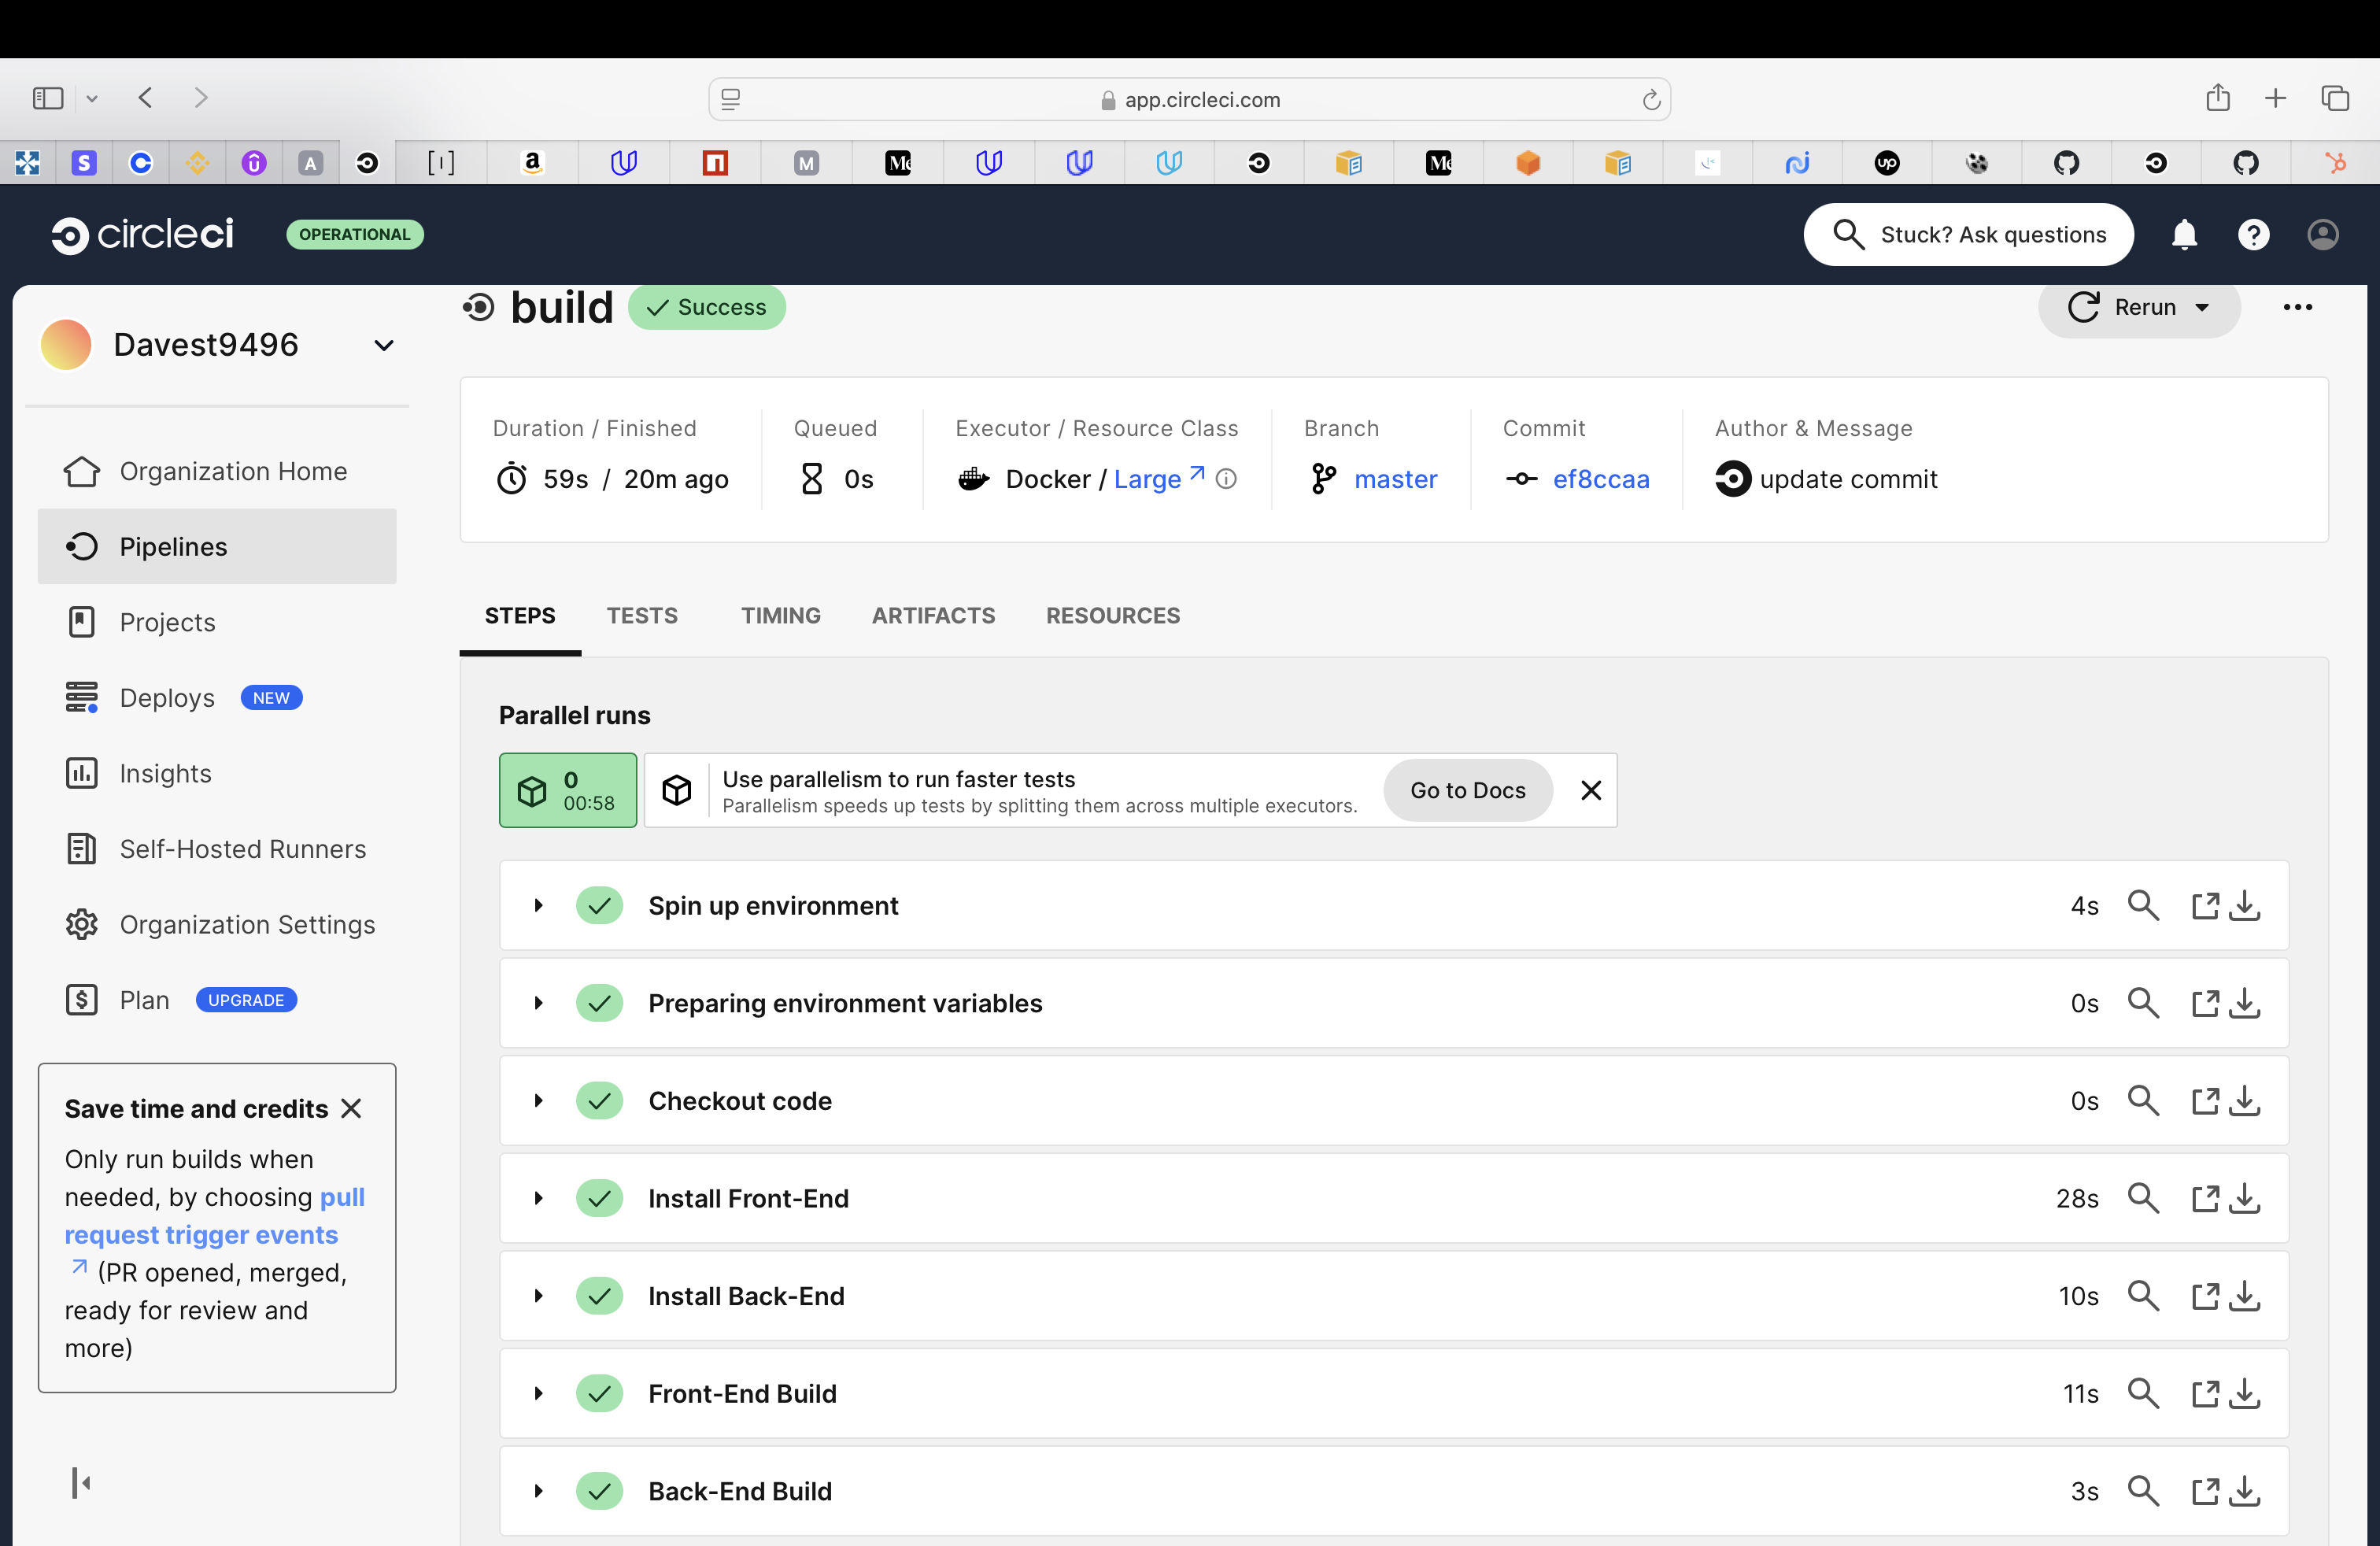 app.circleci.com
S
A
[ I ]
a
M
Me
Me
up
circleci
OPERATIONAL
Stuck? Ask questions
Davest9496
Organization Home
Pipelines
Projects
Deploys NEW
Insights
Self-Hosted Runners
Organization Settings
Plan UPGRADE
Save time and credits
Only run builds when
needed, by choosing pull
request trigger events
(PR opened, merged,
ready for review and
more)
build Success
Rerun
Duration / Finished
59s / 20m ago
Queued
0s
Executor / Resource Class
Docker / Large
Branch
master
Commit
ef8ccaa
Author & Message
update commit
STEPS TESTS TIMING ARTIFACTS RESOURCES
Parallel runs
0
00:58
Use parallelism to run faster tests
Parallelism speeds up tests by splitting them across multiple executors.
Go to Docs
Spin up environment 4s
Preparing environment variables 0s
Checkout code 0s
Install Front-End 28s
Install Back-End 10s
Front-End Build 11s
Back-End Build 3s